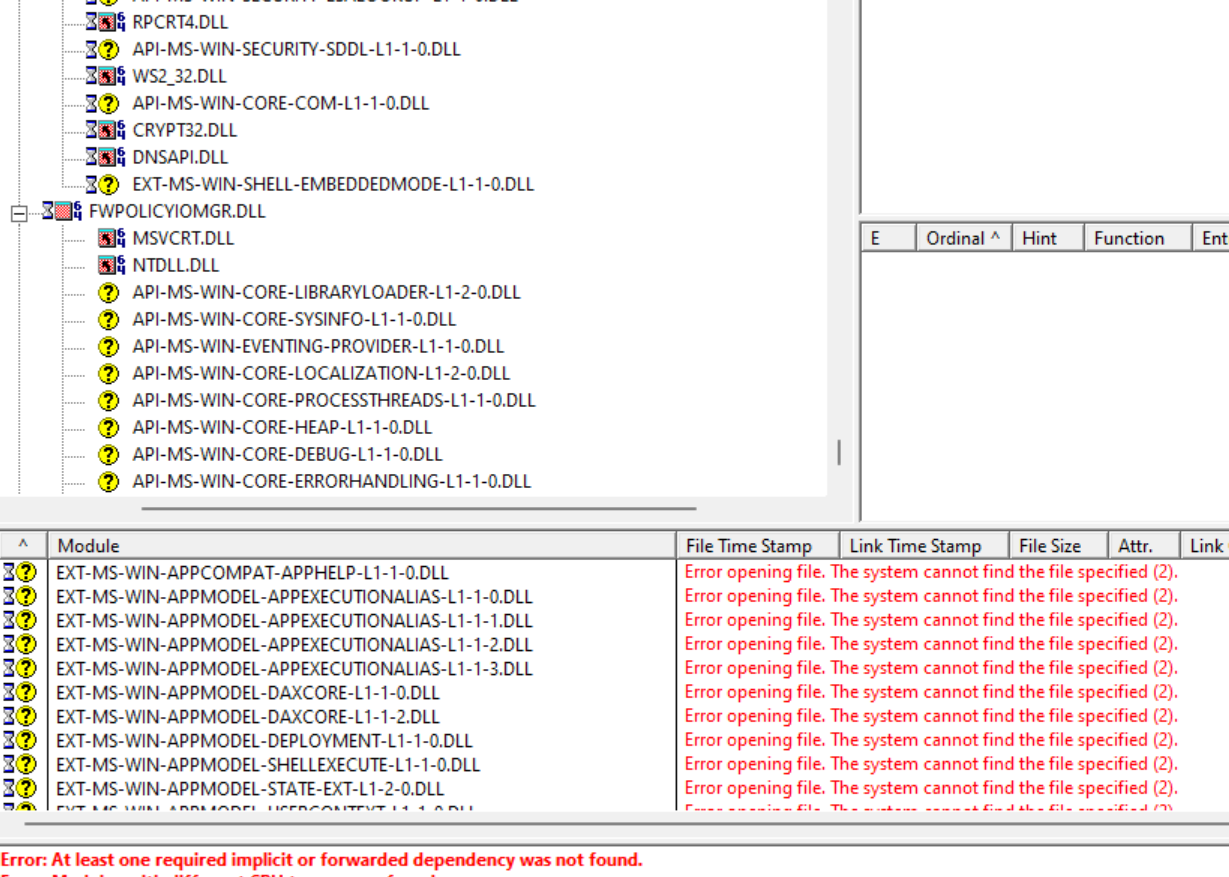 RPCRT4.DLL
API-MS-WIN-SECURITY-SDDL-L1-1-0.DLL
WS2_32.DLL
API-MS-WIN-CORE-COM-L1-1-0.DLL
CRYPT32.DLL
DNSAPI.DLL
EXT-MS-WIN-SHELL-EMBEDDEDMODE-L1-1-0.DLL
FWPOLICYIOMGR.DLL
MSVCRT.DLL
NTDLL.DLL
API-MS-WIN-CORE-LIBRARYLOADER-L1-2-0.DLL
API-MS-WIN-CORE-SYSINFO-L1-1-0.DLL
API-MS-WIN-EVENTING-PROVIDER-L1-1-0.DLL
API-MS-WIN-CORE-LOCALIZATION-L1-2-0.DLL
API-MS-WIN-CORE-PROCESSTHREADS-L1-1-0.DLL
API-MS-WIN-CORE-HEAP-L1-1-0.DLL
API-MS-WIN-CORE-DEBUG-L1-1-0.DLL
API-MS-WIN-CORE-ERRORHANDLING-L1-1-0.DLL
E Ordinal ^ Hint Function Ent
^ Module File Time Stamp Link Time Stamp File Size Attr. Link
EXT-MS-WIN-APPCOMPAT-APPHELP-L1-1-0.DLL Error opening file. The system cannot find the file specified (2).
EXT-MS-WIN-APPMODEL-APPEXECUTIONALIAS-L1-1-0.DLL Error opening file. The system cannot find the file specified (2).
EXT-MS-WIN-APPMODEL-APPEXECUTIONALIAS-L1-1-1.DLL Error opening file. The system cannot find the file specified (2).
EXT-MS-WIN-APPMODEL-APPEXECUTIONALIAS-L1-1-2.DLL Error opening file. The system cannot find the file specified (2).
EXT-MS-WIN-APPMODEL-APPEXECUTIONALIAS-L1-1-3.DLL Error opening file. The system cannot find the file specified (2).
EXT-MS-WIN-APPMODEL-DAXCORE-L1-1-0.DLL Error opening file. The system cannot find the file specified (2).
EXT-MS-WIN-APPMODEL-DAXCORE-L1-1-2.DLL Error opening file. The system cannot find the file specified (2).
EXT-MS-WIN-APPMODEL-DEPLOYMENT-L1-1-0.DLL Error opening file. The system cannot find the file specified (2).
EXT-MS-WIN-APPMODEL-SHELLEXECUTE-L1-1-0.DLL Error opening file. The system cannot find the file specified (2).
EXT-MS-WIN-APPMODEL-STATE-EXT-L1-2-0.DLL Error opening file. The system cannot find the file specified (2).
Error: At least one required implicit or forwarded dependency was not found.